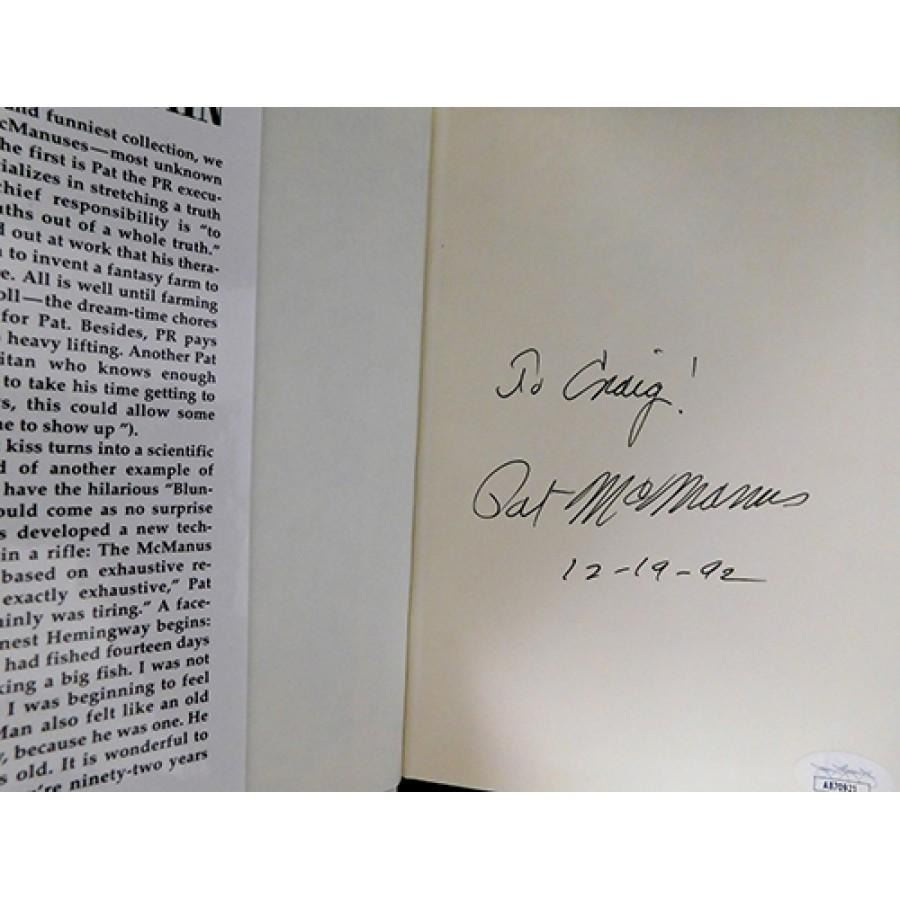 and funniest collection, we
cManuses—most unknown
he first is Pat the PR execu-
ializes in stretching a truth
chief responsibility is "to
uths out of a whole truth."
d out at work that his thera-
to invent a fantasy farm to
e. All is well until farming
oll—the dream-time chores
for Pat. Besides, PR pays
heavy lifting. Another Pat
itan who knows enough
to take his time getting to
s, this could allow some
e to show up").
kiss turns into a scientific
d of another example of
have the hilarious "Blun-
ould come as no surprise
s developed a new tech-
in a rifle: The McManus
based on exhaustive re-
exactly exhaustive," Pat
ainly was tiring." A face-
nest Hemingway begins:
had fished fourteen days
king a big fish. I was not
I was beginning to feel
Man also felt like an old
, because he was one. He
s old. It is wonderful to
're ninety-two years
To Craig!
Pat McManus
12-19-92
AB70921